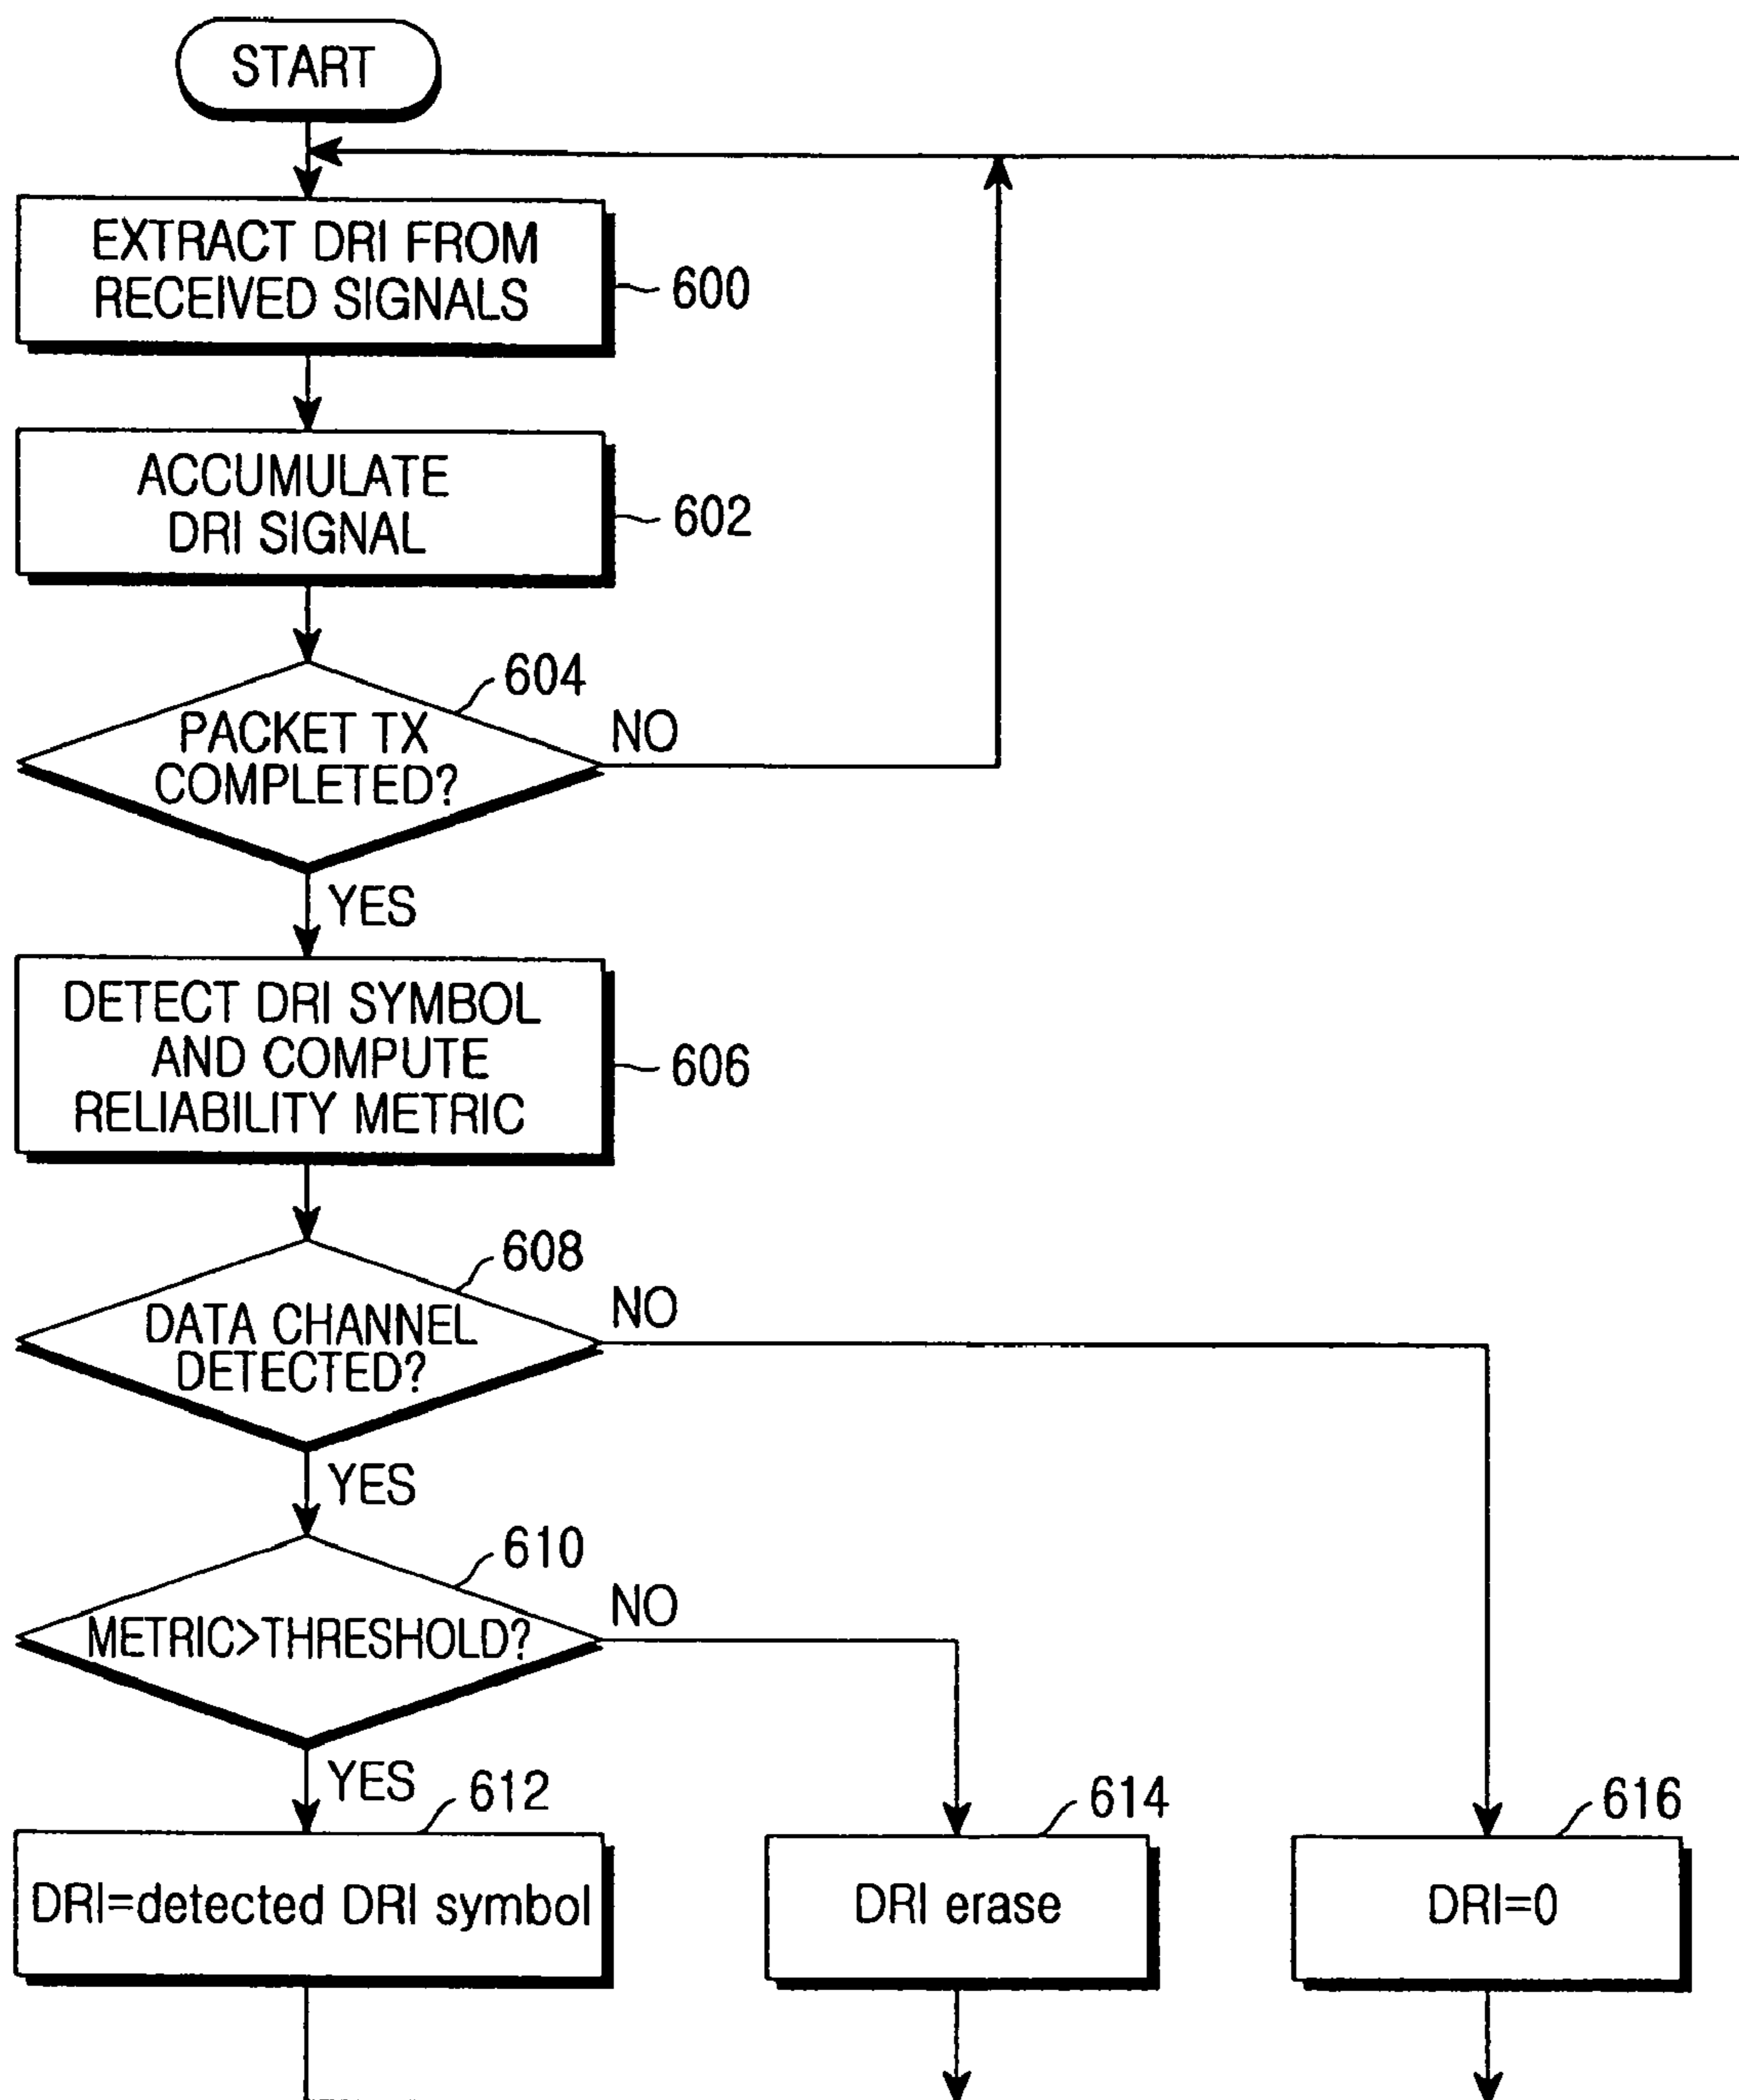 START
EXTRACT DRI FROM
RECEIVED SIGNALS
600
ACCUMULATE
DRI SIGNAL
602
604
PACKET TX
COMPLETED?
NO
YES
DETECT DRI SYMBOL
AND COMPUTE
RELIABILITY METRIC
606
608
DATA CHANNEL
DETECTED?
NO
YES
610
METRIC>THRESHOLD?
NO
YES
612
DRI=detected DRI symbol
614
DRI erase
616
DRI=0